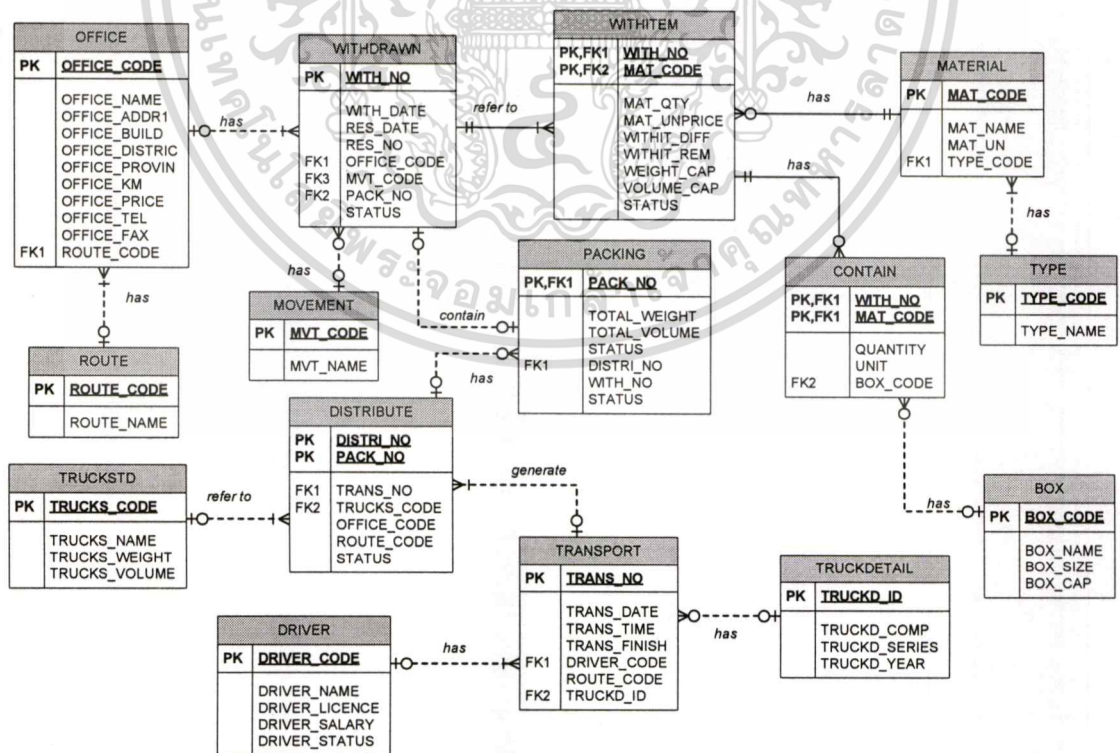 OFFICE
PK OFFICE_CODE
OFFICE_NAME
OFFICE_ADDR1
OFFICE_BUILD
OFFICE_DISTRIC
OFFICE_PROVIN
OFFICE_KM
OFFICE_PRICE
OFFICE_TEL
OFFICE_FAX
FK1 ROUTE_CODE
has
WITHDRAWN
PK WITH_NO
WITH_DATE
RES_DATE
RES_NO
FK1 OFFICE_CODE
FK3 MVT_CODE
FK2 PACK_NO
STATUS
refer to
WITHITEM
PK,FK1 WITH_NO
PK,FK2 MAT_CODE
MAT_QTY
MAT_UNPRICE
WITHIT_DIFF
WITHIT_REM
WEIGHT_CAP
VOLUME_CAP
STATUS
has
has
MATERIAL
PK MAT_CODE
MAT_NAME
MAT_UN
FK1 TYPE_CODE
has
has
has
MOVEMENT
PK MVT_CODE
MVT_NAME
contain
PACKING
PK,FK1 PACK_NO
TOTAL_WEIGHT
TOTAL_VOLUME
STATUS
FK1 DISTRI_NO
WITH_NO
STATUS
CONTAIN
PK,FK1 WITH_NO
PK,FK1 MAT_CODE
QUANTITY
UNIT
FK2 BOX_CODE
TYPE
PK TYPE_CODE
TYPE_NAME
ROUTE
PK ROUTE_CODE
ROUTE_NAME
has
DISTRIBUTE
PK DISTRI_NO
PK PACK_NO
FK1 TRANS_NO
FK2 TRUCKS_CODE
OFFICE_CODE
ROUTE_CODE
STATUS
generate
TRUCKSTD
PK TRUCKS_CODE
TRUCKS_NAME
TRUCKS_WEIGHT
TRUCKS_VOLUME
refer to
has
BOX
PK BOX_CODE
BOX_NAME
BOX_SIZE
BOX_CAP
TRANSPORT
PK TRANS_NO
TRANS_DATE
TRANS_TIME
TRANS_FINISH
FK1 DRIVER_CODE
ROUTE_CODE
FK2 TRUCKD_ID
has
TRUCKDETAIL
PK TRUCKD_ID
TRUCKD_COMP
TRUCKD_SERIES
TRUCKD_YEAR
DRIVER
PK DRIVER_CODE
DRIVER_NAME
DRIVER_LICENCE
DRIVER_SALARY
DRIVER_STATUS
has